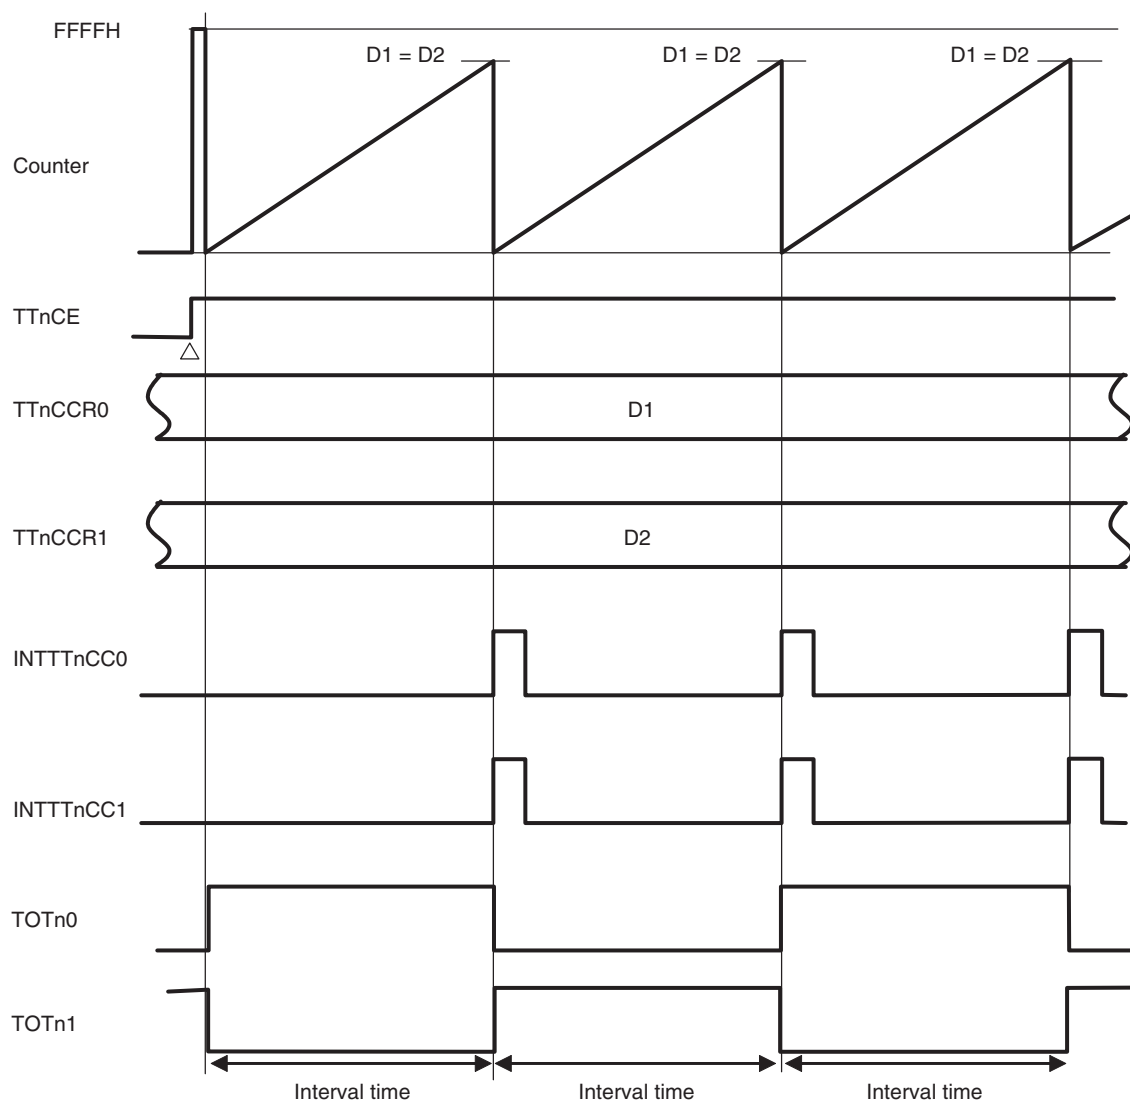 FFFFH
D1 = D2 D1 = D2 D1 = D2
Counter
TTnCE
TTnCCR0 D1
TTnCCR1 D2
INTTTnCC0
INTTTnCC1
TOTn0
TOTn1
Interval time Interval time Interval time